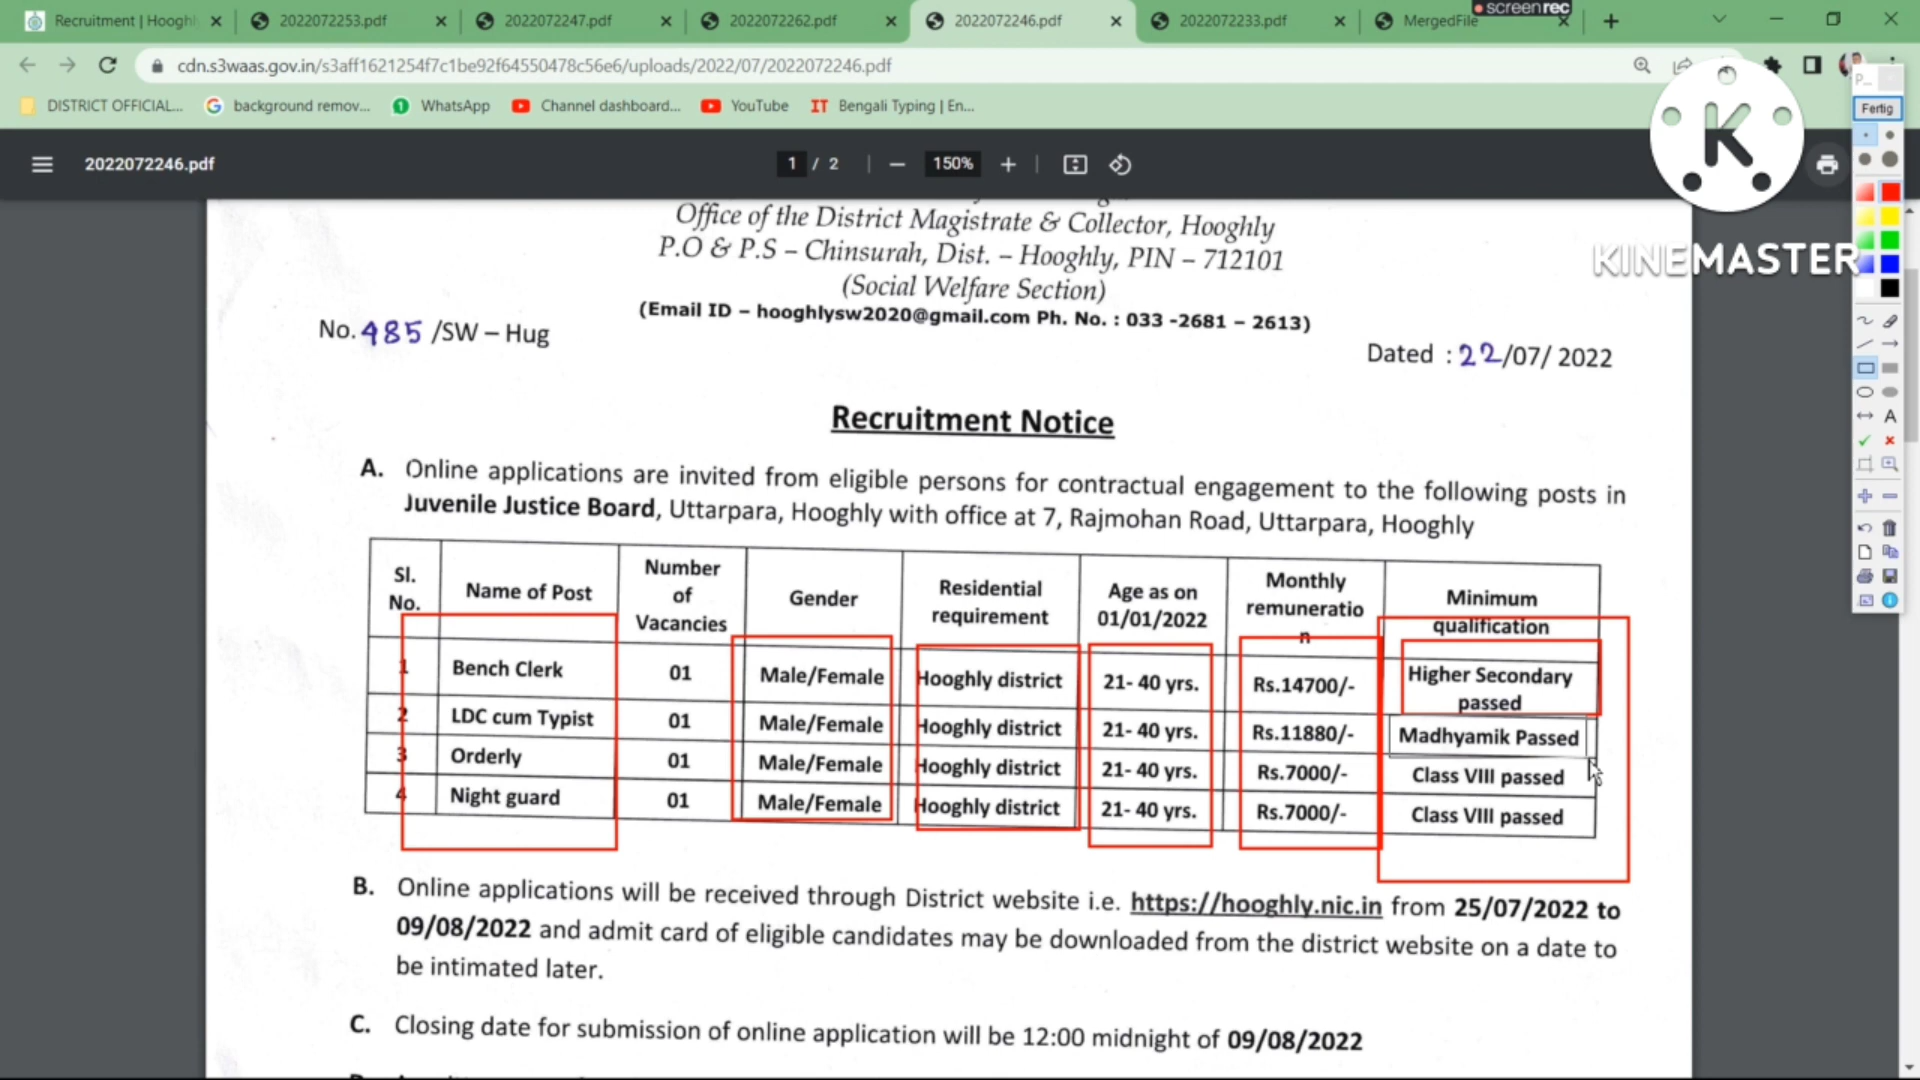 screenrec
Recruitment | Hooghl
2022072253.pdf
2022072247.pdf
2022072262.pdf
2022072246.pdf
2022072233.pdf
MergedFile
cdn.s3waas.gov.in/s3aff1621254f7c1be92f64550478c56e6/uploads/2022/07/2022072246.pdf
DISTRICT OFFICIAL...
background remov...
WhatsApp
Channel dashboard...
YouTube
IT Bengali Typing | En...
Fertig
2022072246.pdf
1 / 2
150%
K
KINEMASTER
Office of the District Magistrate & Collector, Hooghly
P.O & P.S – Chinsurah, Dist. – Hooghly, PIN – 712101
(Social Welfare Section)
(Email ID – hooghlysw2020@gmail.com Ph. No. : 033 -2681 – 2613)
No. 485 /SW – Hug
Dated : 22/07/ 2022
Recruitment Notice
A. Online applications are invited from eligible persons for contractual engagement to the following posts in
Juvenile Justice Board, Uttarpara, Hooghly with office at 7, Rajmohan Road, Uttarpara, Hooghly
Sl. No. Name of Post Number of Vacancies Gender Residential requirement Age as on 01/01/2022 Monthly remuneratio n Minimum qualification
1 Bench Clerk 01 Male/Female Hooghly district 21- 40 yrs. Rs.14700/- Higher Secondary passed
2 LDC cum Typist 01 Male/Female Hooghly district 21- 40 yrs. Rs.11880/- Madhyamik Passed
3 Orderly 01 Male/Female Hooghly district 21- 40 yrs. Rs.7000/- Class VIII passed
4 Night guard 01 Male/Female Hooghly district 21- 40 yrs. Rs.7000/- Class VIII passed
B. Online applications will be received through District website i.e. https://hooghly.nic.in from 25/07/2022 to
09/08/2022 and admit card of eligible candidates may be downloaded from the district website on a date to
be intimated later.
C. Closing date for submission of online application will be 12:00 midnight of 09/08/2022